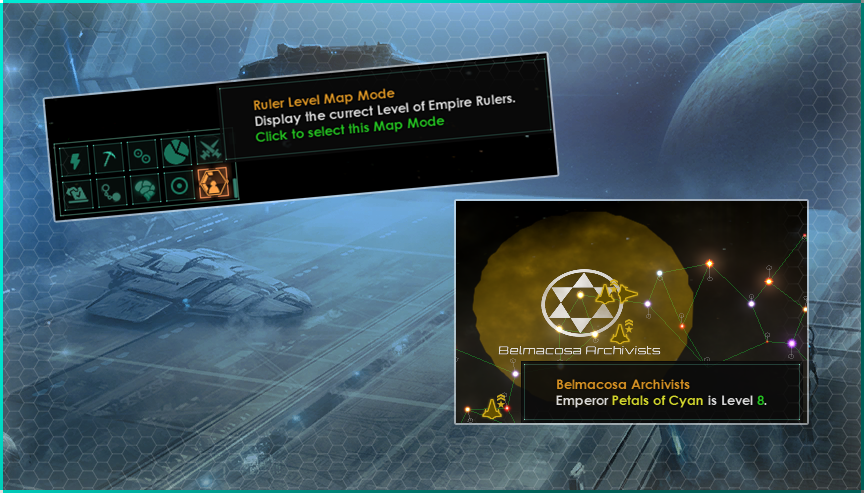 Ruler Level Map Mode
Display the currect Level of Empire Rulers.
Click to select this Map Mode
Belmacosa Archivists
Belmacosa Archivists
Emperor Petals of Cyan is Level 8.